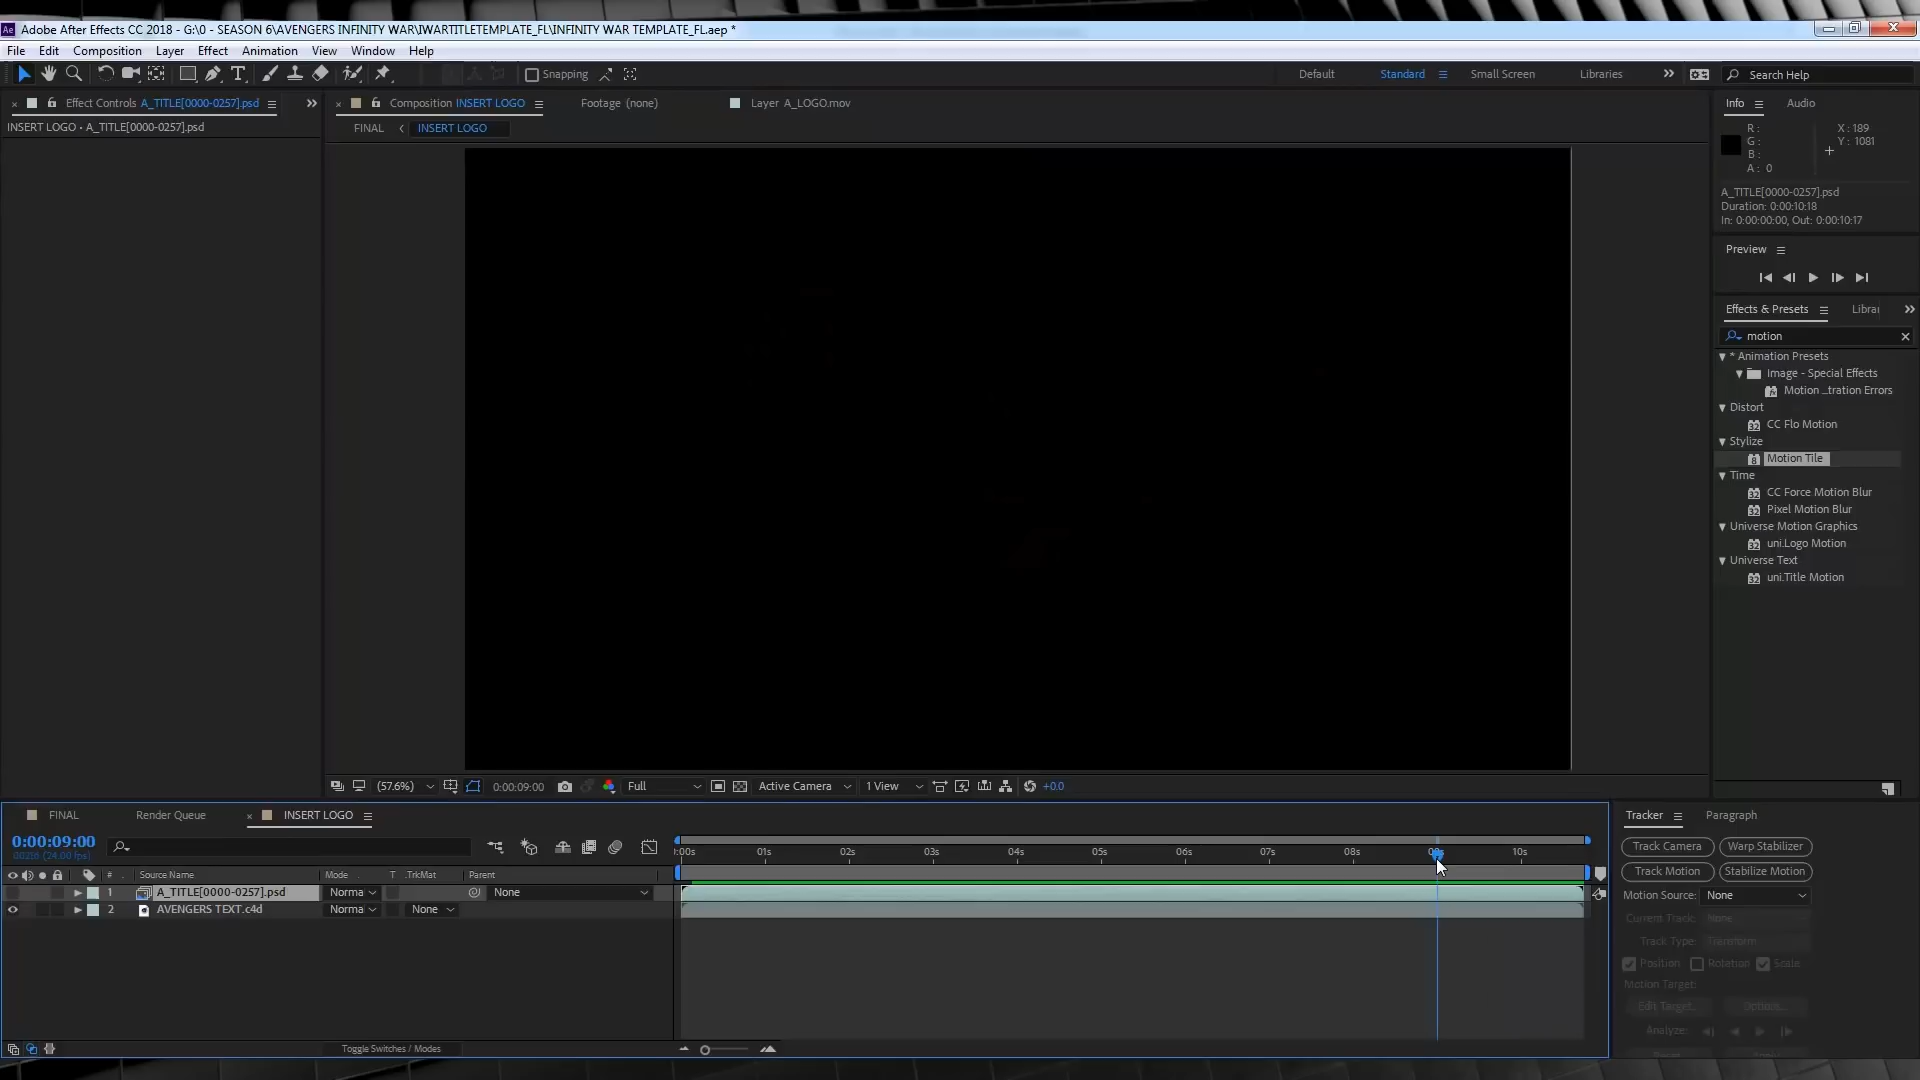 Adobe After Effects CC 2018 - G:\0 - SEASON 6\AVENGERS INFINITY WAR\IWARTITLETEMPLATE_FL\INFINITY WAR TEMPLATE_FL.aep *
File Edit Composition Layer Effect Animation View Window Help
Snapping Default Standard Small Screen Libraries Search Help
Effect Controls A_TITLE[0000-0257].psd
Composition INSERT LOGO Footage (none) Layer A_LOGO.mov
INSERT LOGO • A_TITLE[0000-0257].psd
FINAL INSERT LOGO
Info Audio
R :
G :
B :
A : 0
X : 189
Y : 1081
A_TITLE[0000-0257].psd
Duration: 0:00:10:18
In: 0:00:00:00, Out: 0:00:10:17
Preview
Effects & Presets Librar
motion
* Animation Presets
Image - Special Effects
Motion ...tration Errors
Distort
CC Flo Motion
Stylize
Motion Tile
Time
CC Force Motion Blur
Pixel Motion Blur
Universe Motion Graphics
uni.Logo Motion
Universe Text
uni.Title Motion
(57.6%) 0:00:09:00 Full Active Camera 1 View +0.0
FINAL Render Queue INSERT LOGO
0:00:09:00
00216 (24.00 fps)
:00s 01s 02s 03s 04s 05s 06s 07s 08s 10s
# Source Name Mode T .TrkMat Parent
1 A_TITLE[0000-0257].psd Norma None
2 AVENGERS TEXT.c4d Norma None
Toggle Switches / Modes
Tracker Paragraph
Track Camera Warp Stabilizer
Track Motion Stabilize Motion
Motion Source: None
Current Track: None
Track Type: Transform
Position Rotation Scale
Motion Target:
Edit Target... Options...
Analyze: